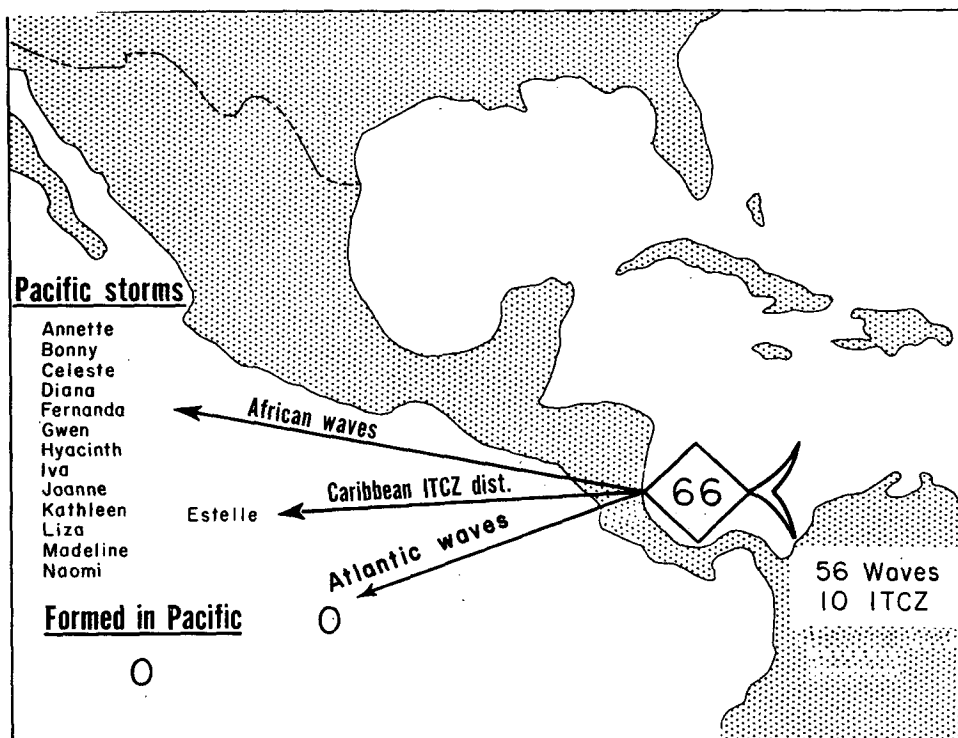 Pacific storms
Annette
Bonny
Celeste
Diana
Fernanda
Gwen
Hyacinth
Iva
Joanne
Kathleen
Liza
Madeline
Naomi
African waves
Caribbean ITCZ dist.
Estelle
Atlantic waves
0
Formed in Pacific
0
66
56 Waves
10 ITCZ